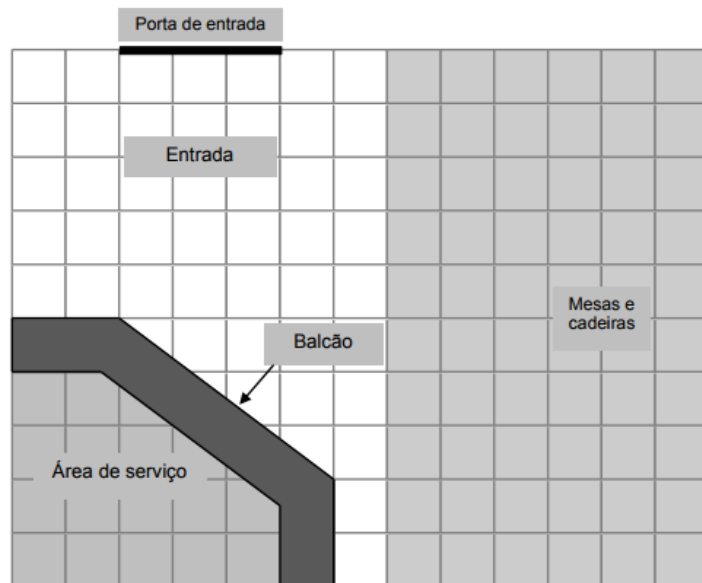 Porta de entrada
Entrada
Mesas e
cadeiras
Balcão
Área de serviço